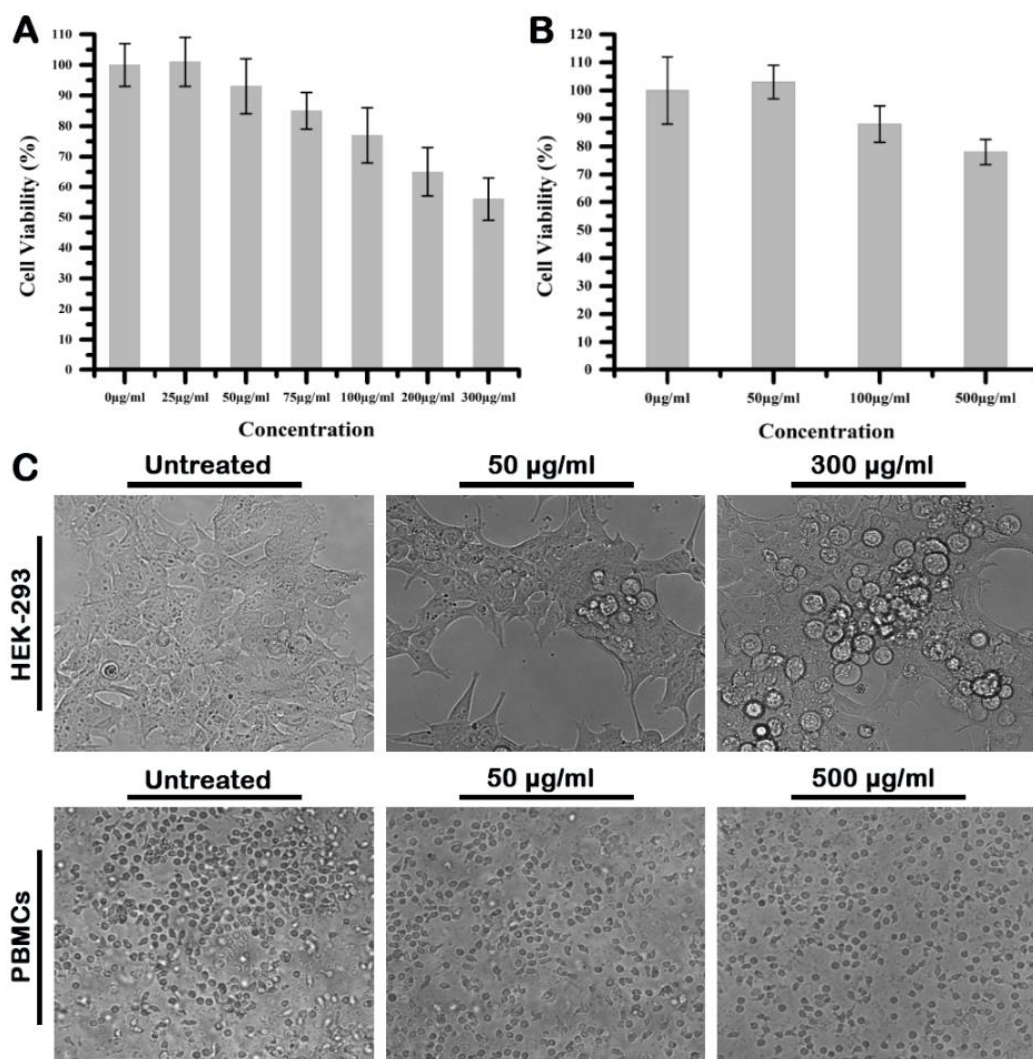 A
Cell Viability (%)
110
100
90
80
70
60
50
40
30
20
10
0
0µg/ml 25µg/ml 50µg/ml 75µg/ml 100µg/ml 200µg/ml 300µg/ml
Concentration
B
Cell Viability (%)
120
110
100
90
80
70
60
50
40
30
20
10
0
0µg/ml 50µg/ml 100µg/ml 500µg/ml
Concentration
C
Untreated 50 µg/ml 300 µg/ml
HEK-293
Untreated 50 µg/ml 500 µg/ml
PBMCs